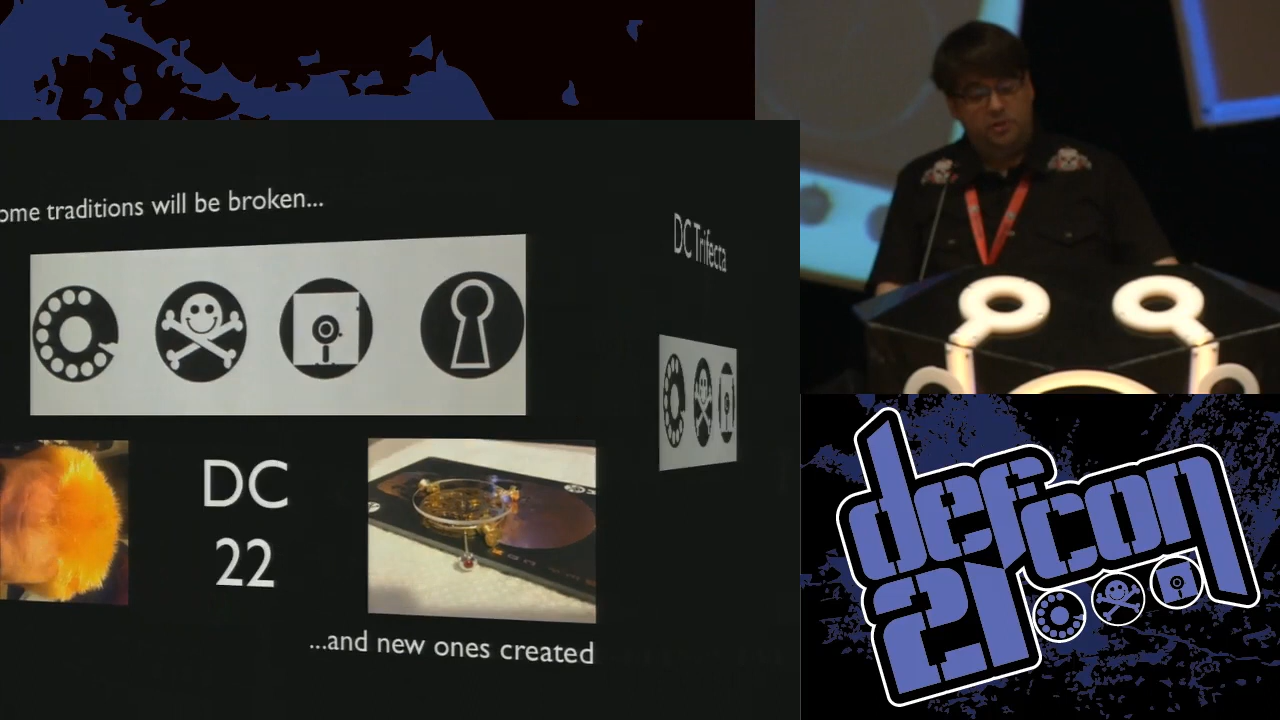 ome traditions will be broken...
DC Trifecta
DC
22
...and new ones created
defcon
21